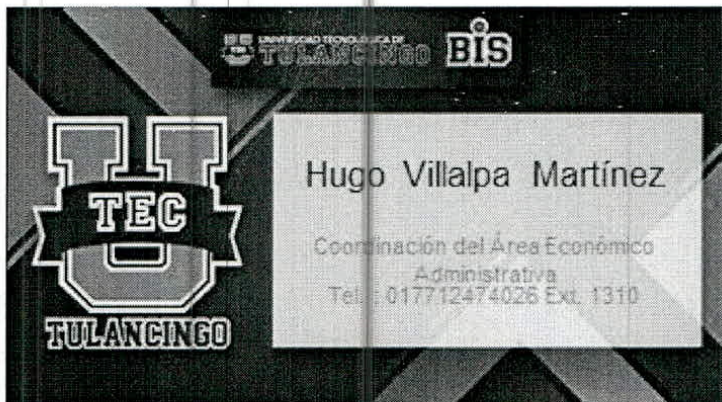 UNIVERSIDAD TECNOLÓGICA DE
TULANCINGO
BIS
TEC
TULANCINGO
Hugo Villalpa Martínez
Coordinación del Área Económico
Administrativa
Tel. : 017712474026 Ext. 1310